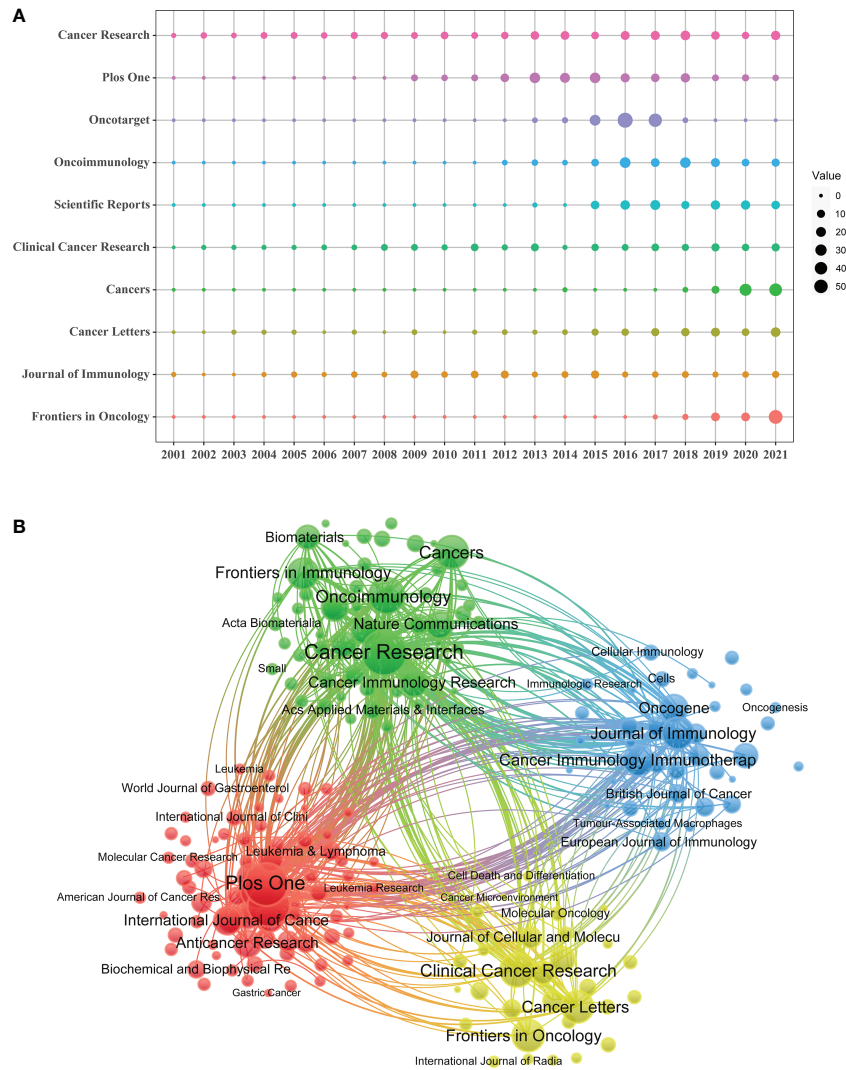 A
Cancer Research
Plos One
Oncotarget
Oncoimmunology
Scientific Reports
Clinical Cancer Research
Cancers
Cancer Letters
Journal of Immunology
Frontiers in Oncology
2001 2002 2003 2004 2005 2006 2007 2008 2009 2010 2011 2012 2013 2014 2015 2016 2017 2018 2019 2020 2021
Value
0
10
20
30
40
50
B
Biomaterials
Cancers
Frontiers in Immunology
Oncoimmunology
Acta Biomaterialia
Nature Communications
Cancer Research
Small
Cancer Immunology Research
Acs Applied Materials & Interfaces
Cellular Immunology
Immunologic Research
Cells
Oncogene
Oncogenesis
Journal of Immunology
Cancer Immunology Immunotherap
British Journal of Cancer
Tumour-Associated Macrophages
European Journal of Immunology
Leukemia
World Journal of Gastroenterol
International Journal of Clini
Leukemia & Lymphoma
Molecular Cancer Research
Plos One
Leukemia Research
American Journal of Cancer Res
International Journal of Cance
Anticancer Research
Biochemical and Biophysical Re
Gastric Cancer
Cell Death and Differentiation
Cancer Microenvironment
Molecular Oncology
Journal of Cellular and Molecu
Clinical Cancer Research
Cancer Letters
Frontiers in Oncology
International Journal of Radia